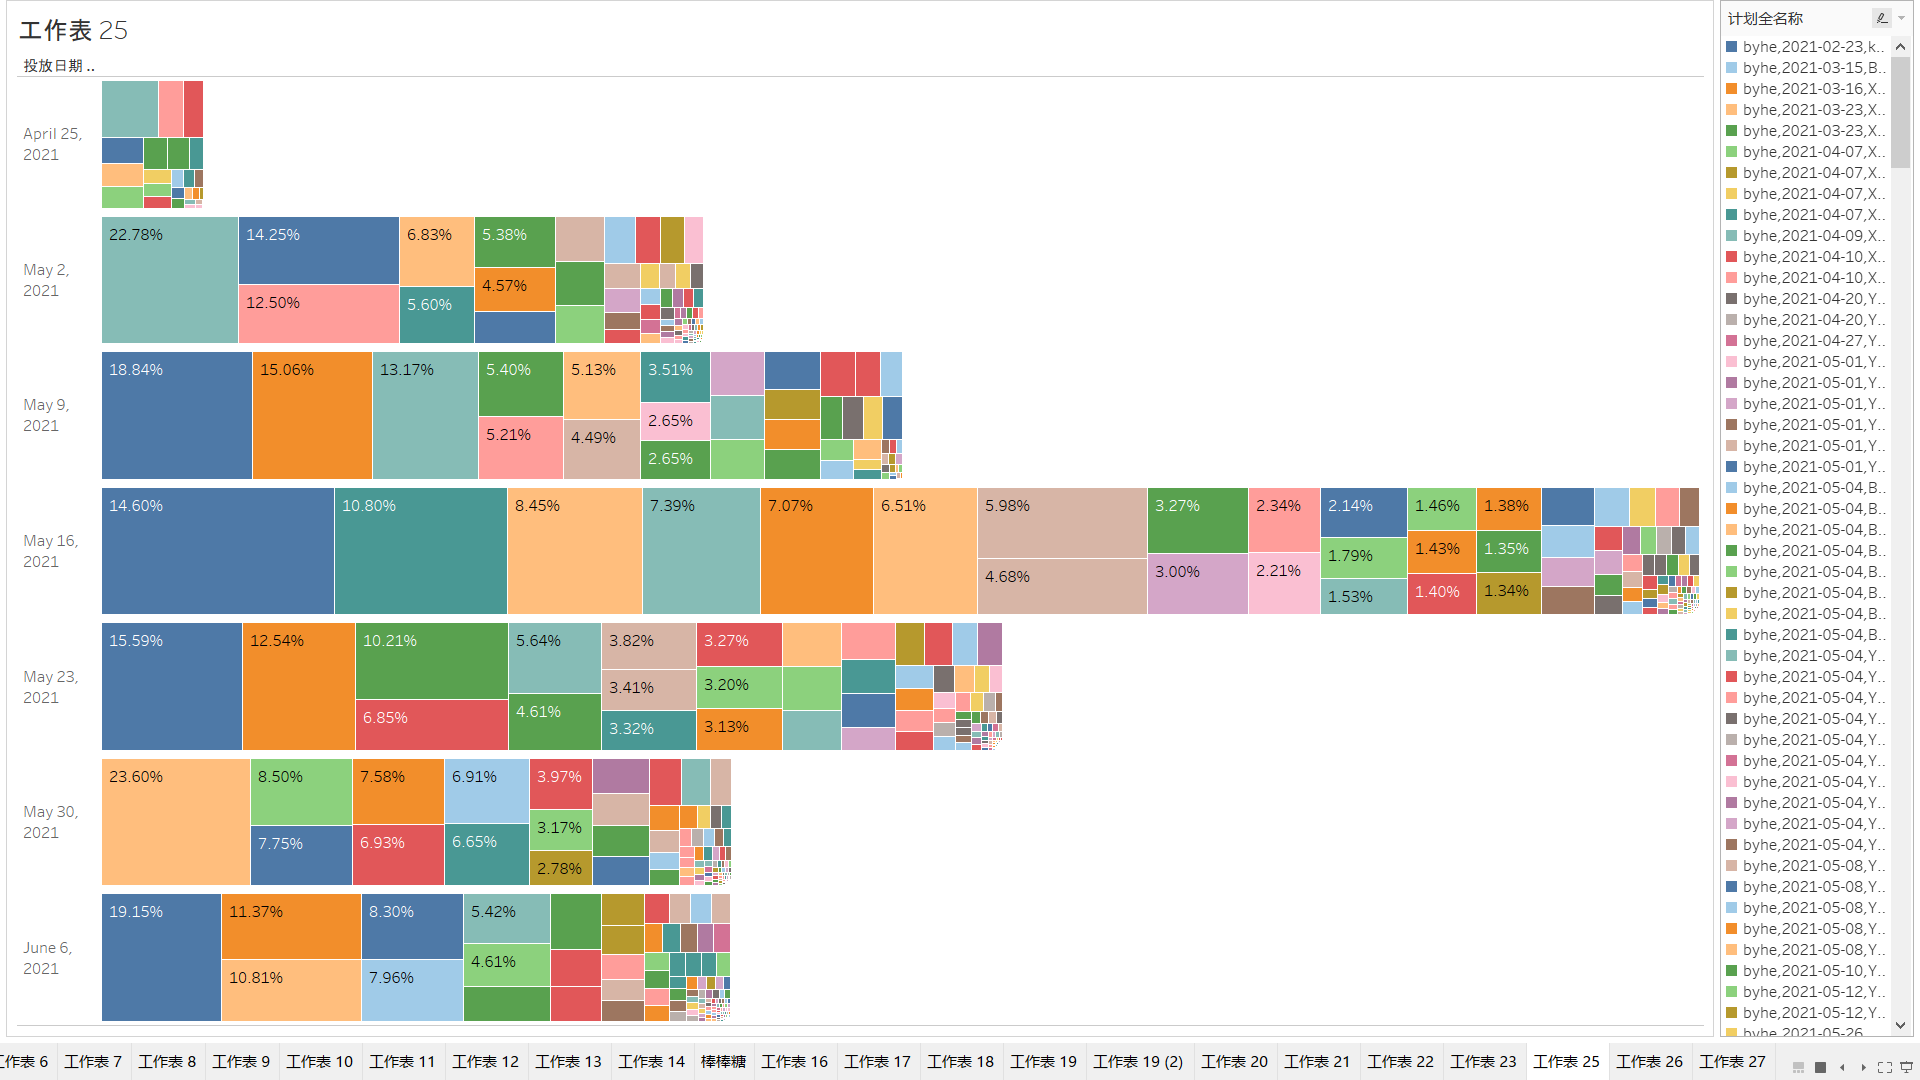 工作表 25
投放日期 ..
April 25,
2021
May 2,
2021
22.78%
14.25%
12.50%
6.83%
5.60%
5.38%
4.57%
May 9,
2021
18.84%
15.06%
13.17%
5.40%
5.21%
5.13%
4.49%
3.51%
2.65%
2.65%
May 16,
2021
14.60%
10.80%
8.45%
7.39%
7.07%
6.51%
5.98%
4.68%
3.27%
3.00%
2.34%
2.21%
2.14%
1.79%
1.53%
1.46%
1.43%
1.40%
1.38%
1.35%
1.34%
May 23,
2021
15.59%
12.54%
10.21%
6.85%
5.64%
4.61%
3.82%
3.41%
3.32%
3.27%
3.20%
3.13%
May 30,
2021
23.60%
8.50%
7.75%
7.58%
6.93%
6.91%
6.65%
3.97%
3.17%
2.78%
June 6,
2021
19.15%
11.37%
10.81%
8.30%
7.96%
5.42%
4.61%
计划全名称
byhe,2021-02-23,k..
byhe,2021-03-15,B..
byhe,2021-03-16,X..
byhe,2021-03-23,X..
byhe,2021-03-23,X..
byhe,2021-04-07,X..
byhe,2021-04-07,X..
byhe,2021-04-07,X..
byhe,2021-04-07,X..
byhe,2021-04-09,X..
byhe,2021-04-10,X..
byhe,2021-04-10,X..
byhe,2021-04-20,Y..
byhe,2021-04-20,Y..
byhe,2021-04-27,Y..
byhe,2021-05-01,Y..
byhe,2021-05-01,Y..
byhe,2021-05-01,Y..
byhe,2021-05-01,Y..
byhe,2021-05-01,Y..
byhe,2021-05-01,Y..
byhe,2021-05-04,B..
byhe,2021-05-04,B..
byhe,2021-05-04,B..
byhe,2021-05-04,B..
byhe,2021-05-04,B..
byhe,2021-05-04,B..
byhe,2021-05-04,B..
byhe,2021-05-04,B..
byhe,2021-05-04,Y..
byhe,2021-05-04,Y..
byhe,2021-05-04,Y..
byhe,2021-05-04,Y..
byhe,2021-05-04,Y..
byhe,2021-05-04,Y..
byhe,2021-05-04,Y..
byhe,2021-05-04,Y..
byhe,2021-05-04,Y..
byhe,2021-05-04,Y..
byhe,2021-05-08,Y..
byhe,2021-05-08,Y..
byhe,2021-05-08,Y..
byhe,2021-05-08,Y..
byhe,2021-05-08,Y..
byhe,2021-05-10,Y..
byhe,2021-05-12,Y..
byhe,2021-05-12,Y..
byhe,2021-05-26
工作表 6
工作表 7
工作表 8
工作表 9
工作表 10
工作表 11
工作表 12
工作表 13
工作表 14
棒棒糖
工作表 16
工作表 17
工作表 18
工作表 19
工作表 19 (2)
工作表 20
工作表 21
工作表 22
工作表 23
工作表 25
工作表 26
工作表 27